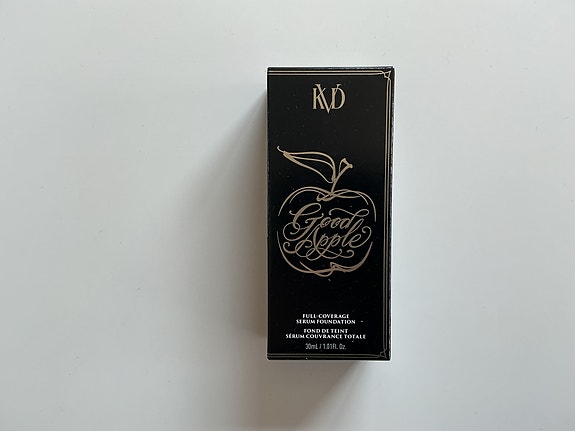 KVD
Good
Apple
FULL-COVERAGE
SERUM FOUNDATION
FOND DE TEINT
SÉRUM COUVRANCE TOTALE
30mL / 1.01Fl. Oz.